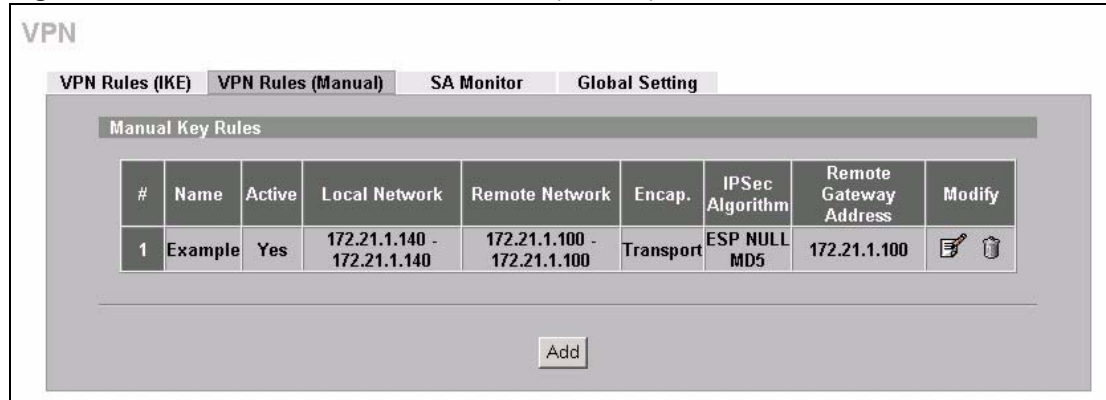 VPN
VPN Rules (IKE) VPN Rules (Manual) SA Monitor Global Setting
Manual Key Rules
# Name Active Local Network Remote Network Encap. IPSec Algorithm Remote Gateway Address Modify
1 Example Yes 172.21.1.140 - 172.21.1.140 172.21.1.100 - 172.21.1.100 Transport ESP NULL MD5 172.21.1.100
Add